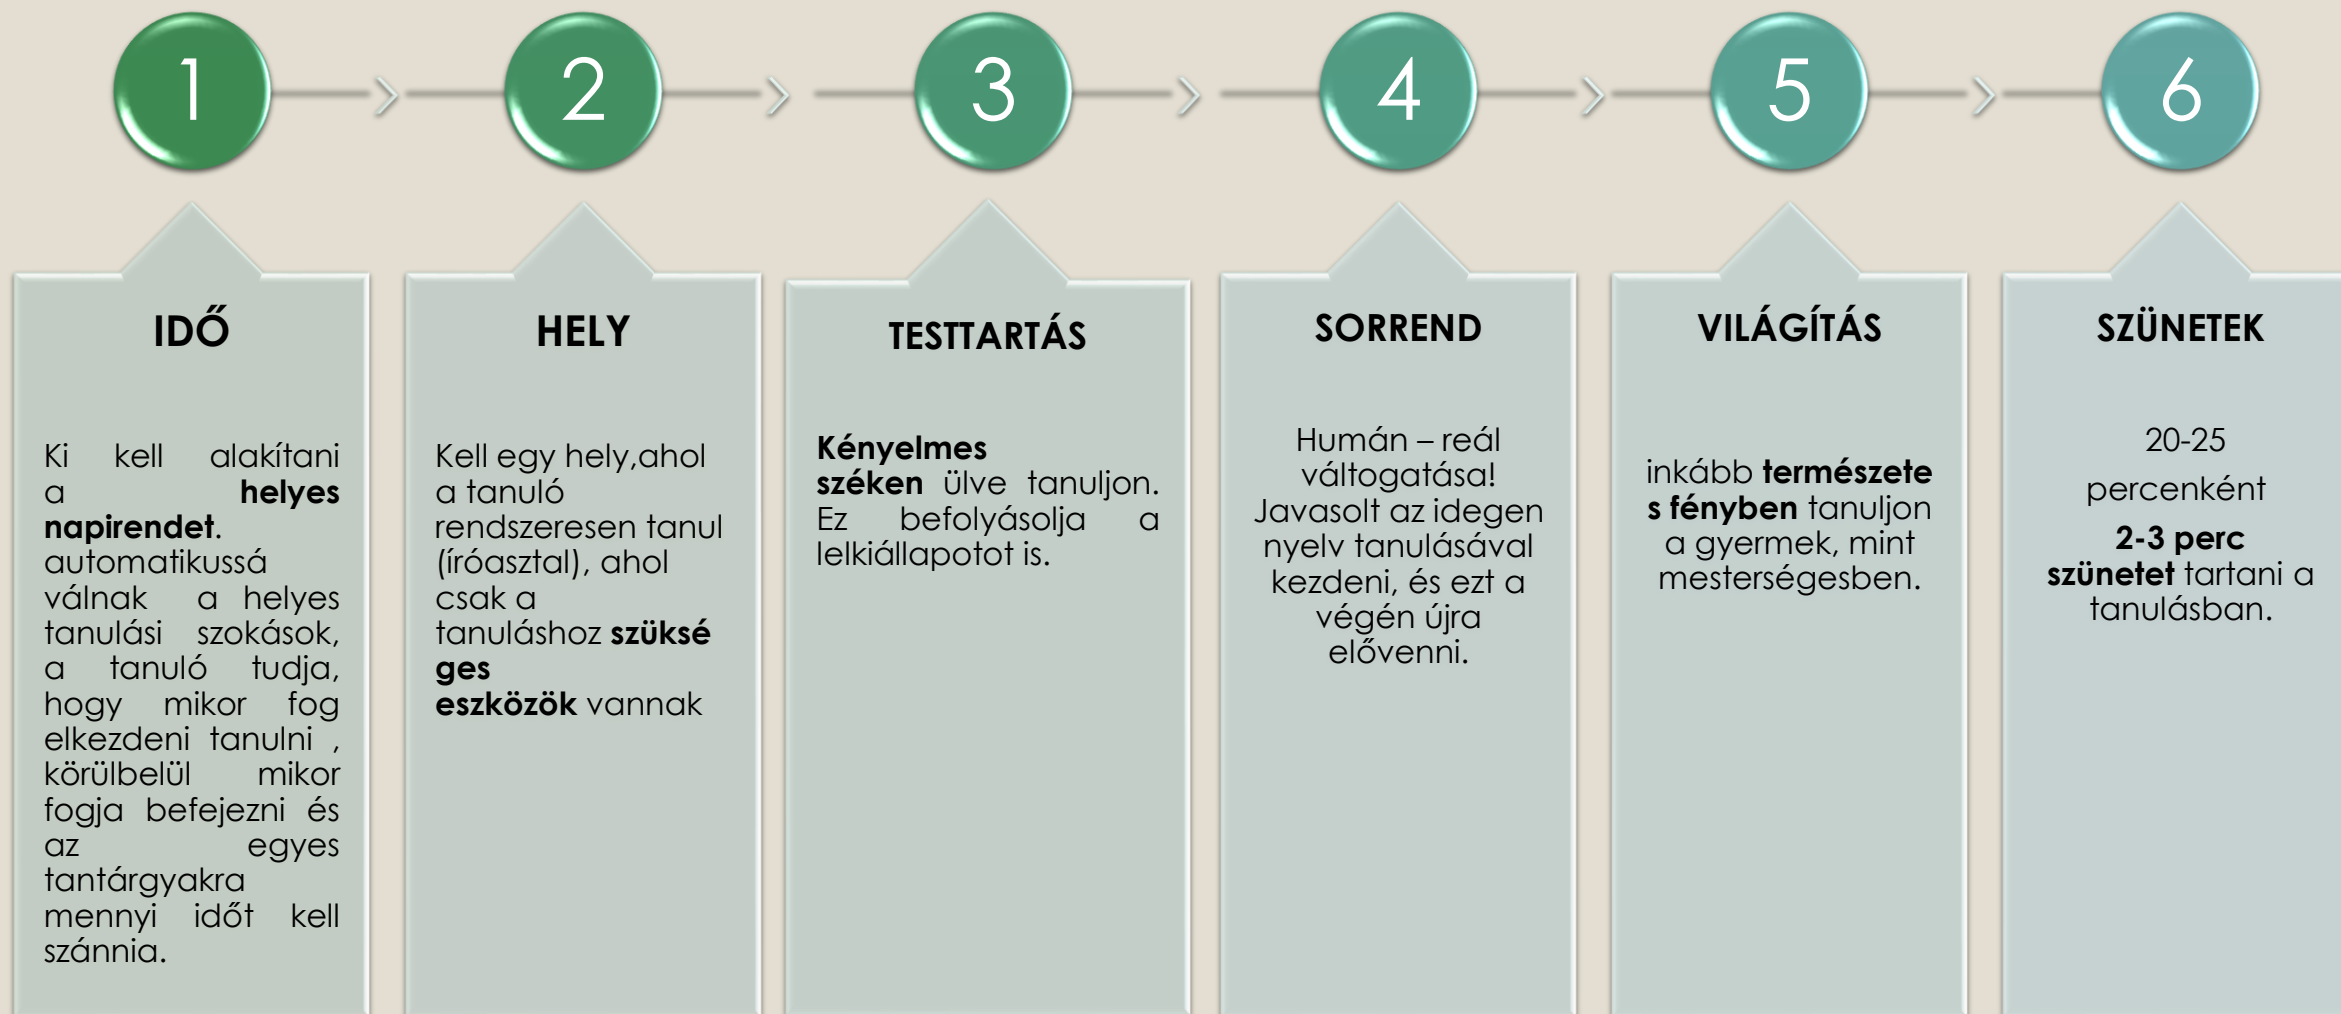 1
2
3
4
5
6
IDŐ
Ki kell alakítani
a helyes
napirendet.
automatikussá
válnak a helyes
tanulási szokások,
a tanuló tudja,
hogy mikor fog
elkezdeni tanulni ,
körülbelül mikor
fogja befejezni és
az egyes
tantárgyakra
mennyi időt kell
szánnia.
HELY
Kell egy hely,ahol
a tanuló
rendszeresen tanul
(íróasztal), ahol
csak a
tanuláshoz szüksé
ges
eszközök vannak
TESTTARTÁS
Kényelmes
széken ülve tanuljon.
Ez befolyásolja a
lelkiállapotot is.
SORREND
Humán – reál
váltogatása!
Javasolt az idegen
nyelv tanulásával
kezdeni, és ezt a
végén újra
elővenni.
VILÁGÍTÁS
inkább természete
s fényben tanuljon
a gyermek, mint
mesterségesben.
SZÜNETEK
20-25
percenként
2-3 perc
szünetet tartani a
tanulásban.